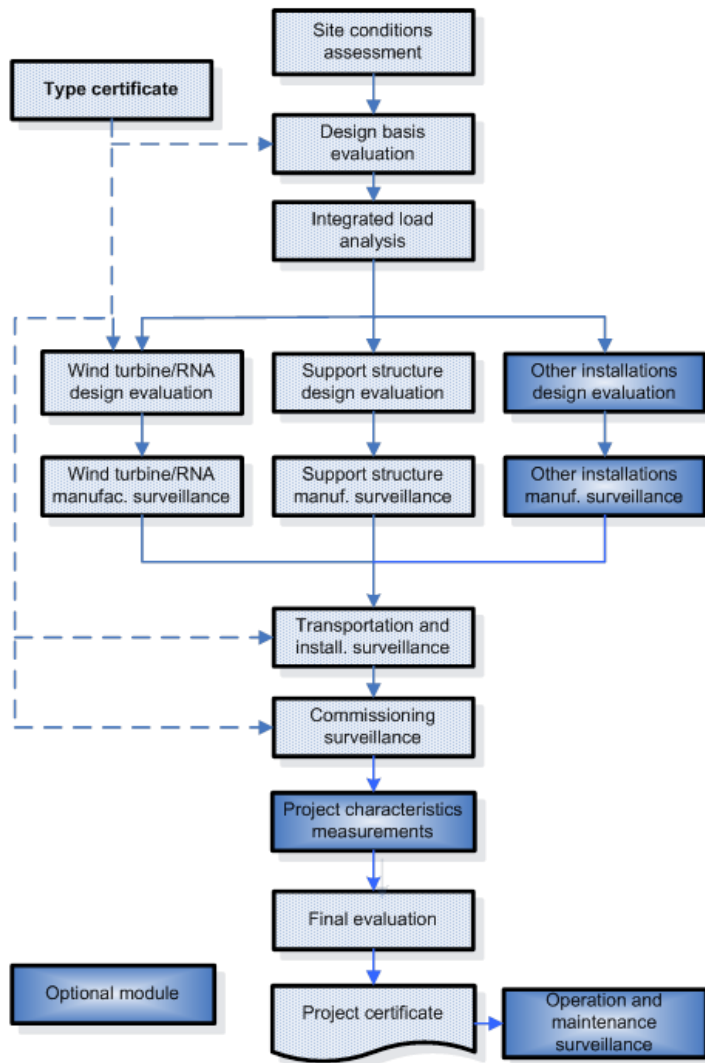 Site conditions
assessment
Type certificate
Design basis
evaluation
Integrated load
analysis
Wind turbine/RNA
design evaluation
Support structure
design evaluation
Other installations
design evaluation
Wind turbine/RNA
manufac. surveillance
Support structure
manuf. surveillance
Other installations
manuf. surveillance
Transportation and
install. surveillance
Commissioning
surveillance
Project characteristics
measurements
Final evaluation
Optional module
Project certificate
Operation and
maintenance
surveillance